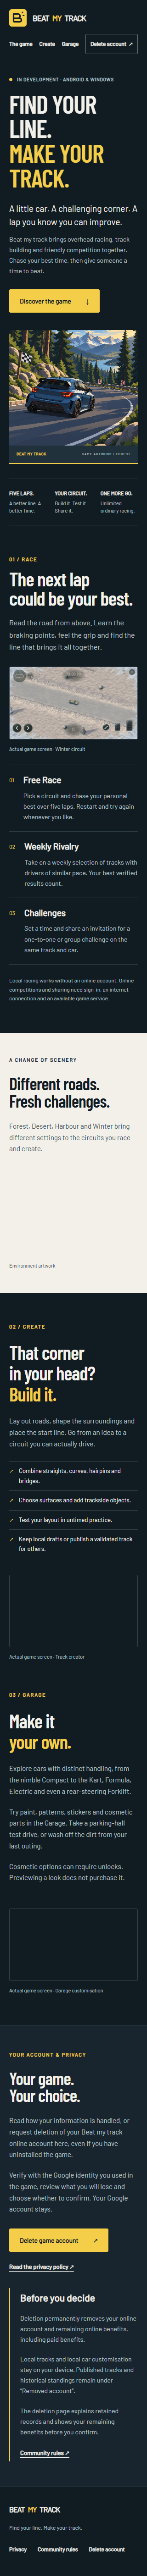 BEAT MY TRACK
The game Create Garage Delete account ↗
IN DEVELOPMENT · ANDROID & WINDOWS
FIND YOUR
LINE.
MAKE YOUR
TRACK.
A little car. A challenging corner. A
lap you know you can improve.
Beat my track brings overhead racing, track
building and friendly competition together.
Chase your best time, then give someone a
time to beat.
Discover the game ↓
BEAT MY TRACK GAME ARTWORK / FOREST
FIVE LAPS. YOUR CIRCUIT. ONE MORE GO.
A better line. A Build it. Test it. Unlimited
better time. Share it. ordinary racing.
01 / RACE
The next lap
could be your best.
Read the road from above. Learn the
braking points, feel the grip and find the
line that brings it all together.
Actual game screen · Winter circuit
01 Free Race
Pick a circuit and chase your personal
best over five laps. Restart and try again
whenever you like.
02 Weekly Rivalry
Take on a weekly selection of tracks with
drivers of similar pace. Your best verified
results count.
03 Challenges
Set a time and share an invitation for a
one-to-one or group challenge on the
same track and car.
Local racing works without an online account. Online
competitions and sharing need sign-in, an internet
connection and an available game service.
A CHANGE OF SCENERY
Different roads.
Fresh challenges.
Forest, Desert, Harbour and Winter bring
different settings to the circuits you race
and create.
Environment artwork
02 / CREATE
That corner
in your head?
Build it.
Lay out roads, shape the surroundings and
place the start line. Go from an idea to a
circuit you can actually drive.
↗ Combine straights, curves, hairpins and
bridges.
↗ Choose surfaces and add trackside objects.
↗ Test your layout in untimed practice.
↗ Keep local drafts or publish a validated track
for others.
Actual game screen · Track creator
03 / GARAGE
Make it
your own.
Explore cars with distinct handling, from
the nimble Compact to the Kart, Formula,
Electric and even a rear-steering Forklift.
Try paint, patterns, stickers and cosmetic
parts in the Garage. Take a parking-hall
test drive, or wash off the dirt from your
last outing.
Cosmetic options can require unlocks.
Previewing a look does not purchase it.
Actual game screen · Garage customisation
YOUR ACCOUNT & PRIVACY
Your game.
Your choice.
Read how your information is handled, or
request deletion of your Beat my track
online account here, even if you have
uninstalled the game.
Verify with the Google identity you used in
the game, review what you will lose and
choose whether to confirm. Your Google
account stays.
Delete game account ↗
Read the privacy policy ↗
Before you decide
Deletion permanently removes your online
account and remaining online benefits,
including paid benefits.
Local tracks and local car customisation
stay on your device. Published tracks and
historical standings remain under
“Removed account”.
The deletion page explains retained
records and shows your remaining
benefits before you confirm.
Community rules ↗
BEAT MY TRACK
Find your line. Make your track.
Privacy Community rules Delete account